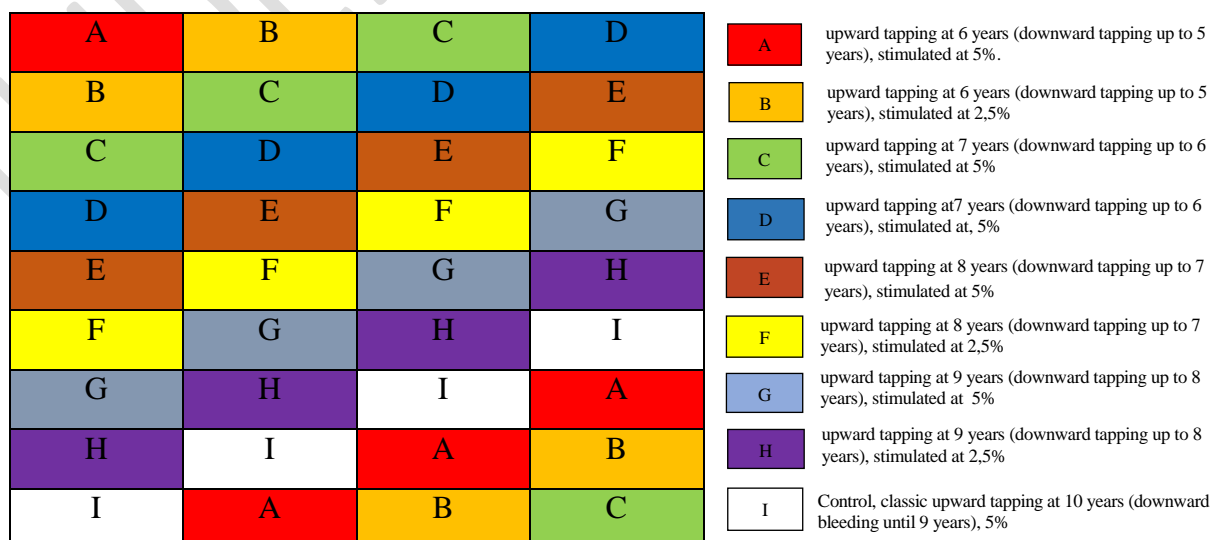 A B C D
B C D E
C D E F
D E F G
E F G H
F G H I
G H I A
H I A B
I A B C
A upward tapping at 6 years (downward tapping up to 5
years), stimulated at 5%.
B upward tapping at 6 years (downward tapping up to 5
years), stimulated at 2,5%
C upward tapping at 7 years (downward tapping up to 6
years), stimulated at 5%
D upward tapping at7 years (downward tapping up to 6
years), stimulated at, 5%
E upward tapping at 8 years (downward tapping up to 7
years), stimulated at 5%
F upward tapping at 8 years (downward tapping up to 7
years), stimulated at 2,5%
G upward tapping at 9 years (downward tapping up to 8
years), stimulated at 5%
H upward tapping at 9 years (downward tapping up to 8
years), stimulated at 2,5%
I Control, classic upward tapping at 10 years (downward
bleeding until 9 years), 5%